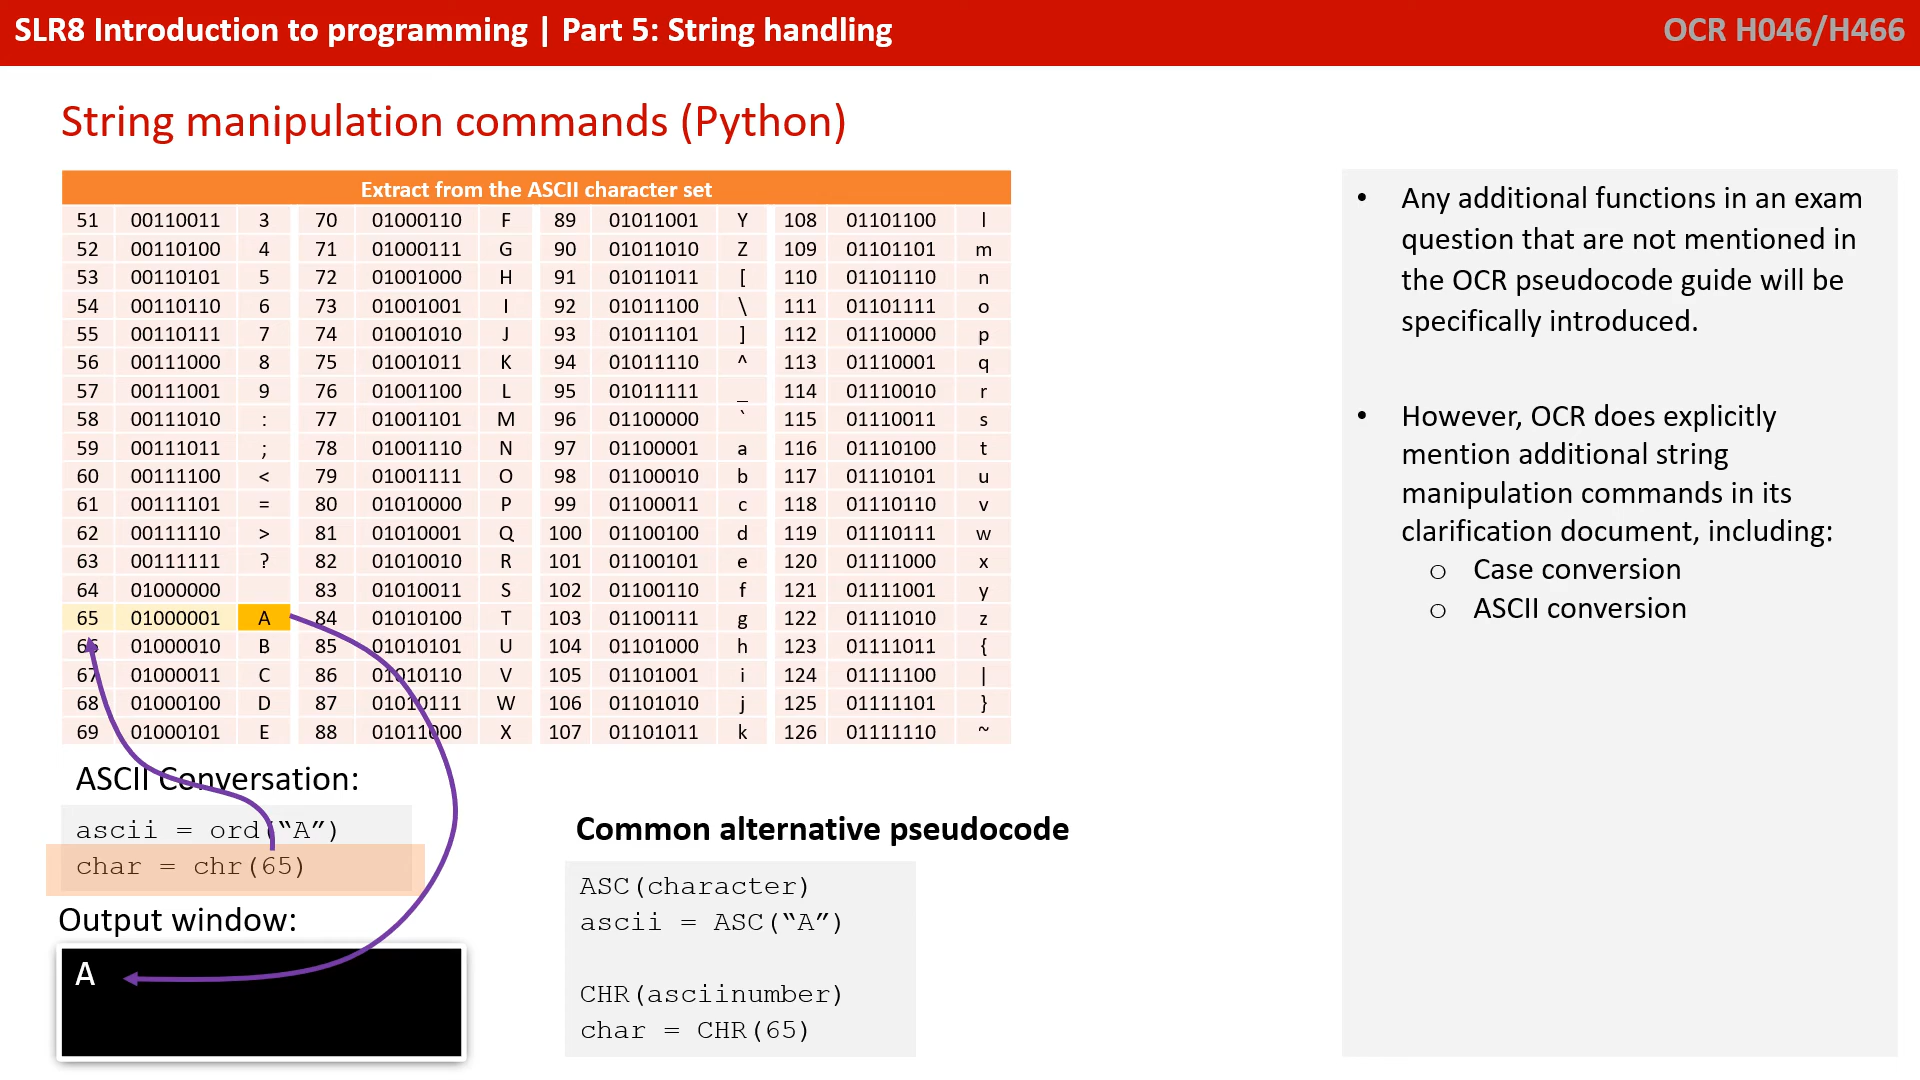 SLR8 Introduction to programming | Part 5: String handling
OCR H046/H466
String manipulation commands (Python)
Extract from the ASCII character set
51 00110011 3 70 01000110 F 89 01011001 Y 108 01101100 l
52 00110100 4 71 01000111 G 90 01011010 Z 109 01101101 m
53 00110101 5 72 01001000 H 91 01011011 [ 110 01101110 n
54 00110110 6 73 01001001 I 92 01011100 \ 111 01101111 o
55 00110111 7 74 01001010 J 93 01011101 ] 112 01110000 p
56 00111000 8 75 01001011 K 94 01011110 ^ 113 01110001 q
57 00111001 9 76 01001100 L 95 01011111 _ 114 01110010 r
58 00111010 : 77 01001101 M 96 01100000 ` 115 01110011 s
59 00111011 ; 78 01001110 N 97 01100001 a 116 01110100 t
60 00111100 < 79 01001111 O 98 01100010 b 117 01110101 u
61 00111101 = 80 01010000 P 99 01100011 c 118 01110110 v
62 00111110 > 81 01010001 Q 100 01100100 d 119 01110111 w
63 00111111 ? 82 01010010 R 101 01100101 e 120 01111000 x
64 01000000 83 01010011 S 102 01100110 f 121 01111001 y
65 01000001 A 84 01010100 T 103 01100111 g 122 01111010 z
66 01000010 B 85 01010101 U 104 01101000 h 123 01111011 {
67 01000011 C 86 01010110 V 105 01101001 i 124 01111100 |
68 01000100 D 87 01010111 W 106 01101010 j 125 01111101 }
69 01000101 E 88 01011000 X 107 01101011 k 126 01111110 ~
ASCII Conversation:
ascii = ord(“A”)
char = chr(65)
Output window:
A
Common alternative pseudocode
ASC(character)
ascii = ASC(“A”)
CHR(asciinumber)
char = CHR(65)
• Any additional functions in an exam
question that are not mentioned in
the OCR pseudocode guide will be
specifically introduced.
• However, OCR does explicitly
mention additional string
manipulation commands in its
clarification document, including:
o Case conversion
o ASCII conversion